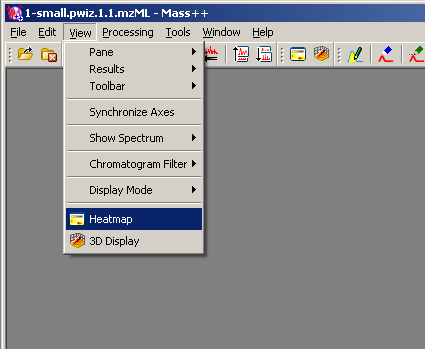 1-small.pwiz.1.1.mzML - Mass++
File Edit View Processing Tools Window Help
Pane
Results
Toolbar
Synchronize Axes
Show Spectrum
Chromatogram Filter
Display Mode
Heatmap
3D Display